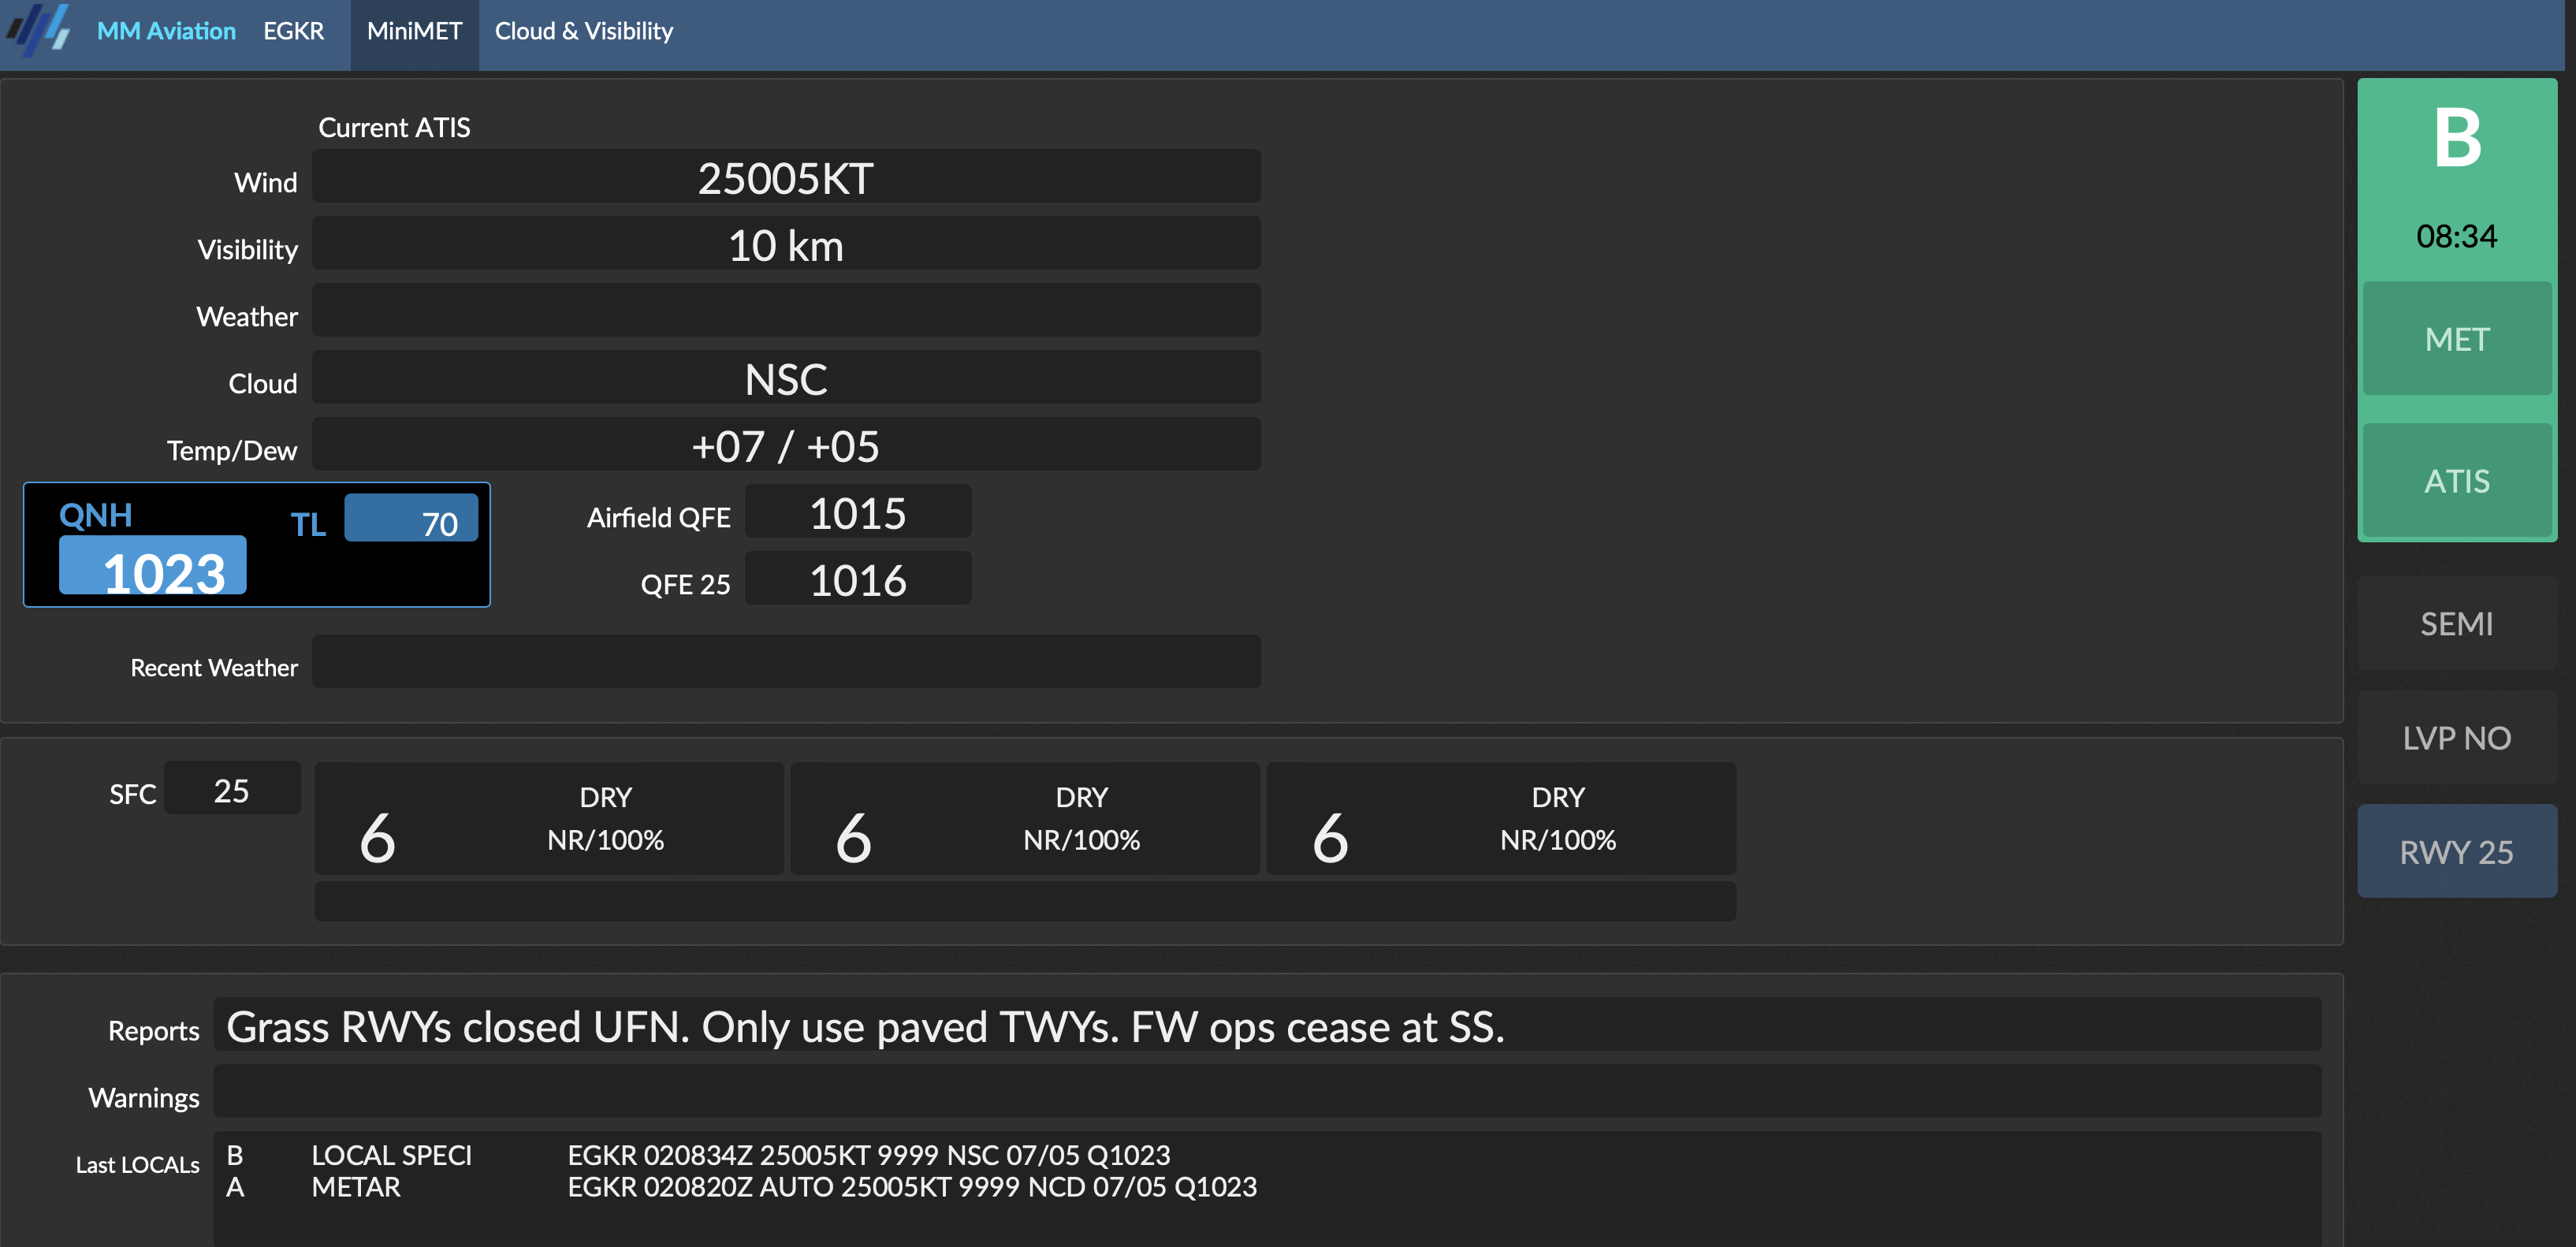 MM Aviation EGKR MiniMET Cloud & Visibility
Current ATIS
Wind 25005KT
Visibility 10 km
Weather
Cloud NSC
Temp/Dew +07 / +05
QNH 1023 TL 70
Airfield QFE 1015
QFE 25 1016
Recent Weather
B
08:34
MET
ATIS
SEMI
LVP NO
RWY 25
SFC 25
6 DRY NR/100%
6 DRY NR/100%
6 DRY NR/100%
Reports Grass RWYs closed UFN. Only use paved TWYs. FW ops cease at SS.
Warnings
Last LOCALs
B LOCAL SPECI EGKR 020834Z 25005KT 9999 NSC 07/05 Q1023
A METAR EGKR 020820Z AUTO 25005KT 9999 NCD 07/05 Q1023